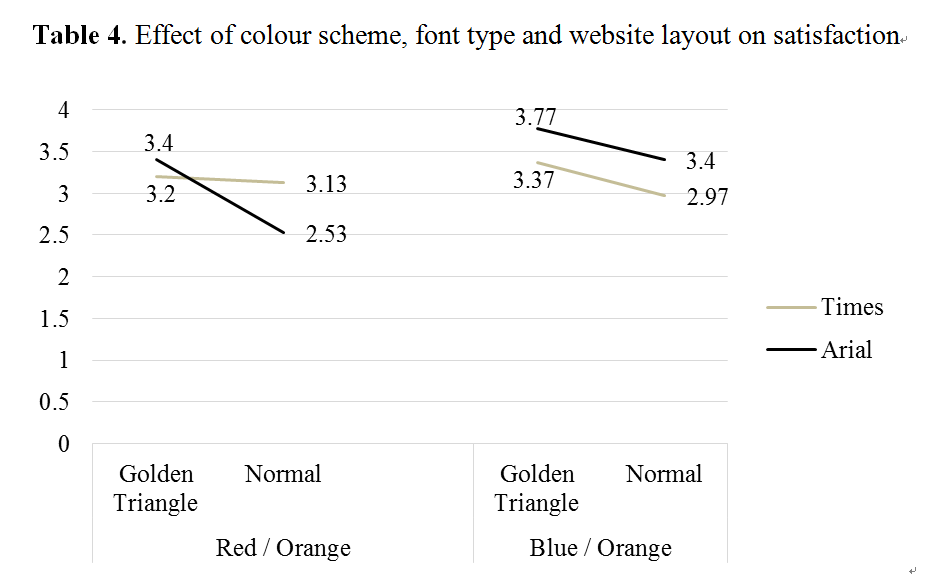 Table 4. Effect of colour scheme, font type and website layout on satisfaction
4
3.5
3
2.5
2
1.5
1
0.5
0
3.4
3.2
3.13
2.53
3.77
3.37
3.4
2.97
Times
Arial
Golden Triangle
Normal
Golden Triangle
Normal
Red / Orange
Blue / Orange